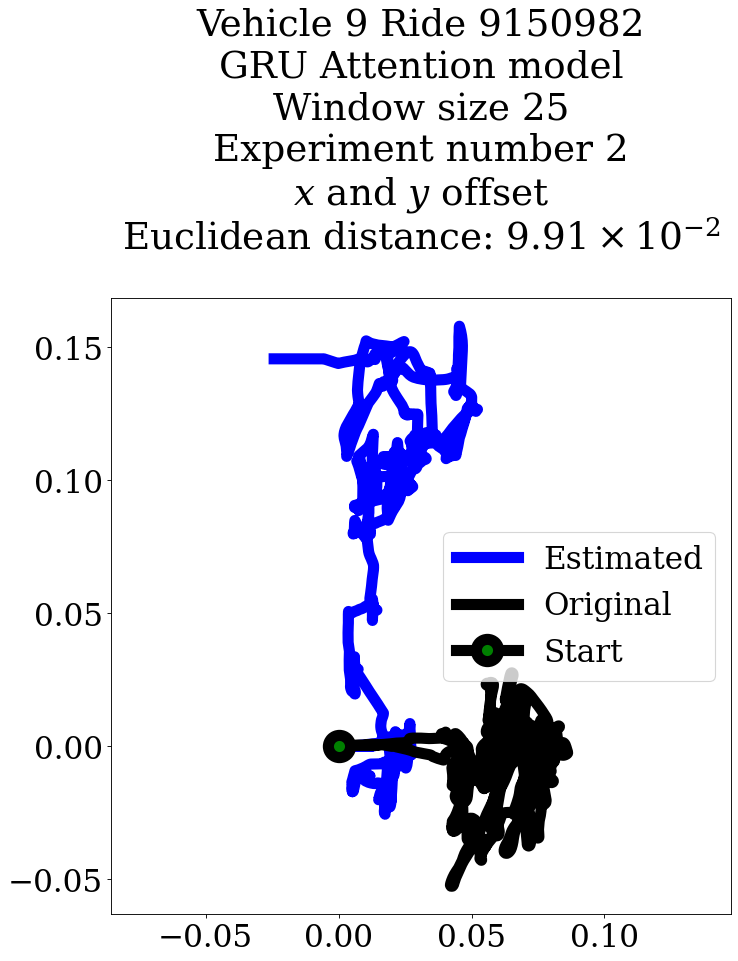 Vehicle 9 Ride 9150982
GRU Attention model
Window size 25
Experiment number 2
x and y offset
Euclidean distance: 9.91 × 10⁻²
0.15
0.10
0.05
0.00
−0.05
Estimated
Original
Start
−0.05 0.00 0.05 0.10